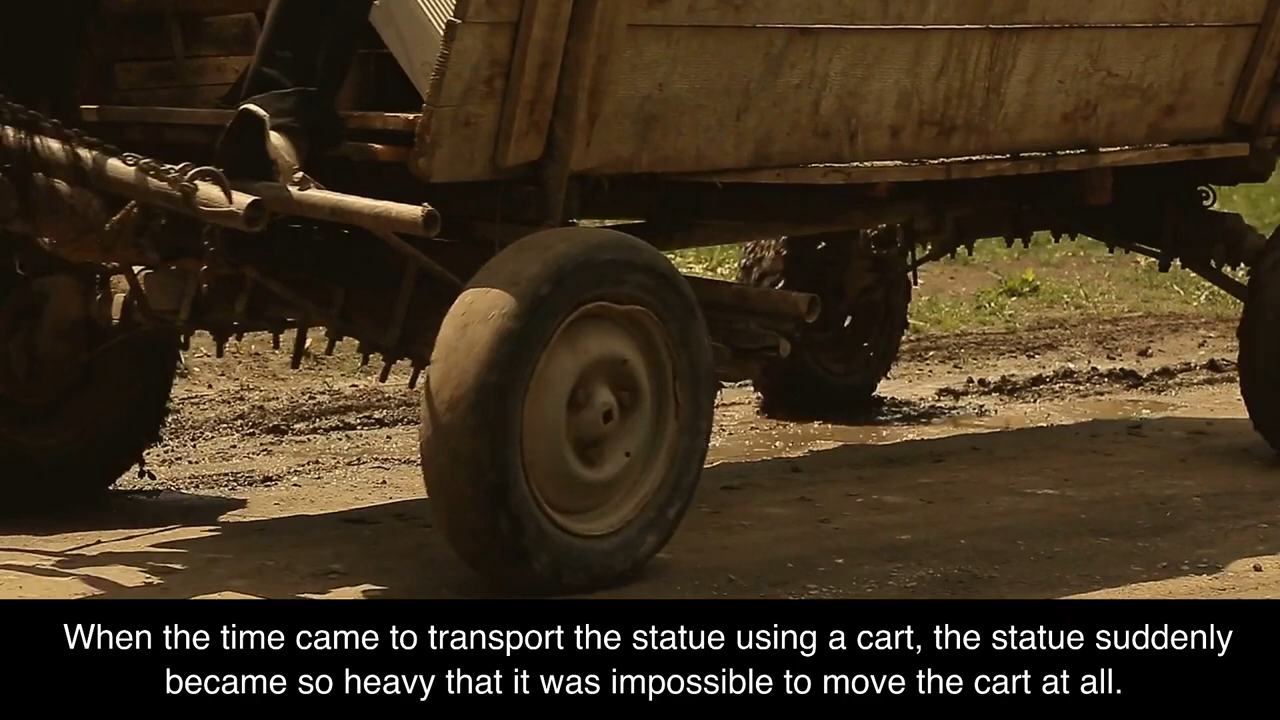 When the time came to transport the statue using a cart, the statue suddenly
became so heavy that it was impossible to move the cart at all.